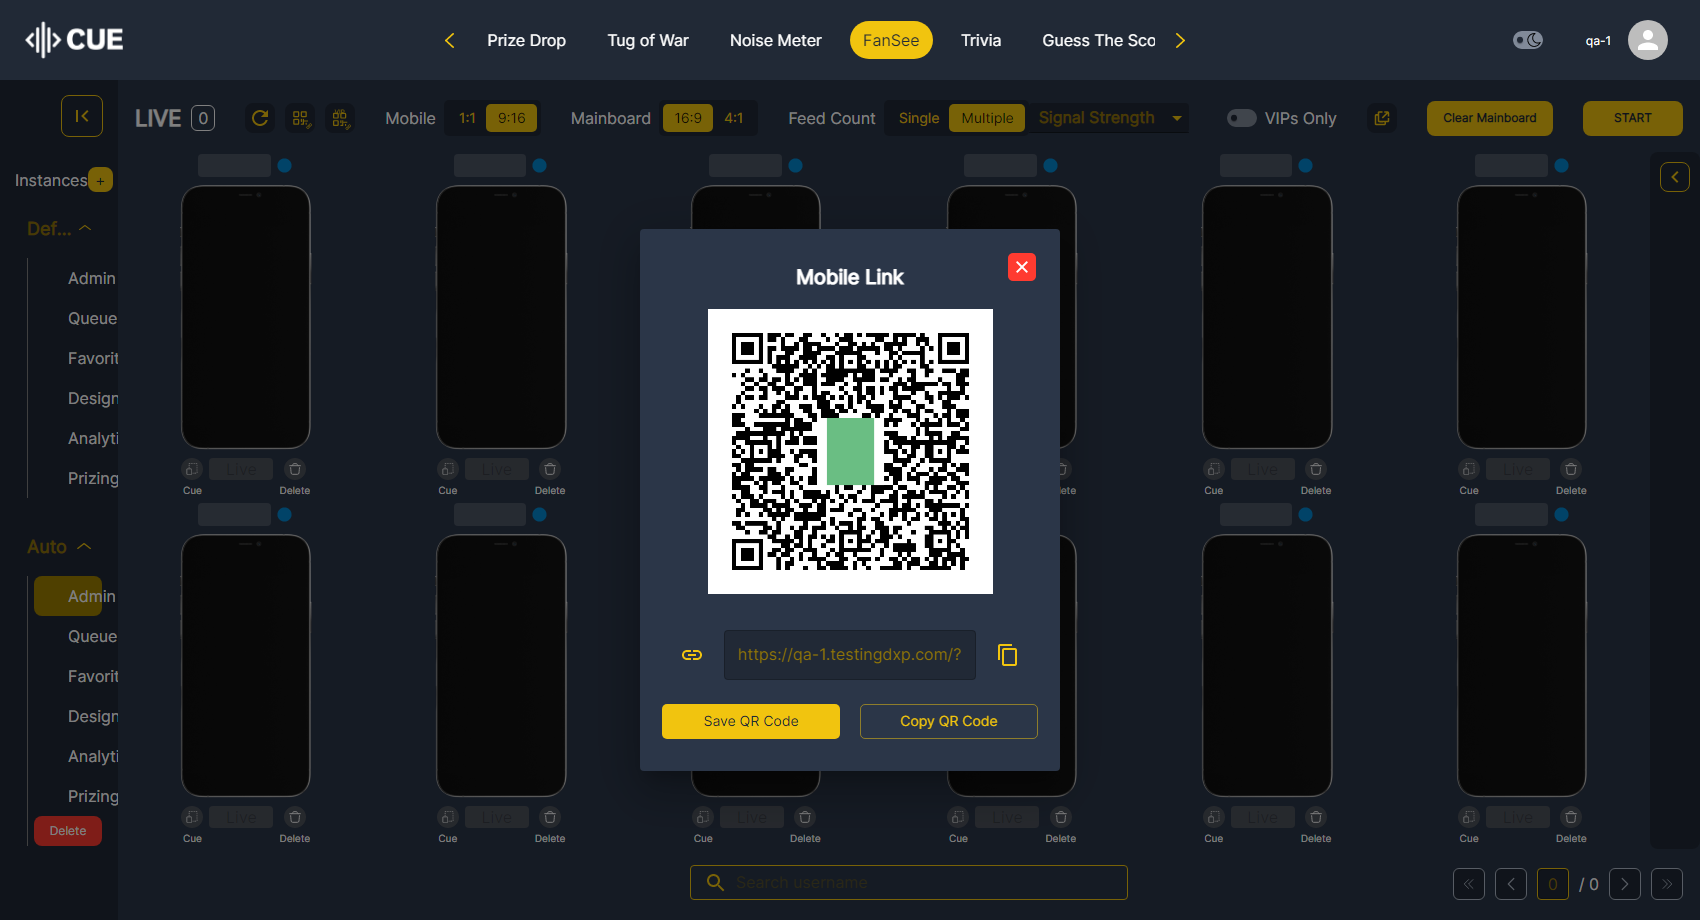 CUE
Prize Drop
Tug of War
Noise Meter
FanSee
Trivia
Guess The Sco
qa-1
LIVE 0
Mobile 1:1 9:16
Mainboard 16:9 4:1
Feed Count Single Multiple Signal Strength
VIPs Only
Clear Mainboard
START
Instances +
Def...
Admin
Queue
Favorit
Design
Analyti
Prizing
Auto
Admin
Queue
Favorit
Design
Analyti
Prizing
Delete
Live
Cue Delete
Live
Cue Delete
ete
Live
Cue Delete
Live
Cue Delete
Mobile Link
https://qa-1.testingdxp.com/?
Save QR Code
Copy QR Code
Live
Cue Delete
Live
Cue Delete
Live
Cue Delete
Live
Cue Delete
Live
Cue Delete
Live
Cue Delete
Search username
0 / 0